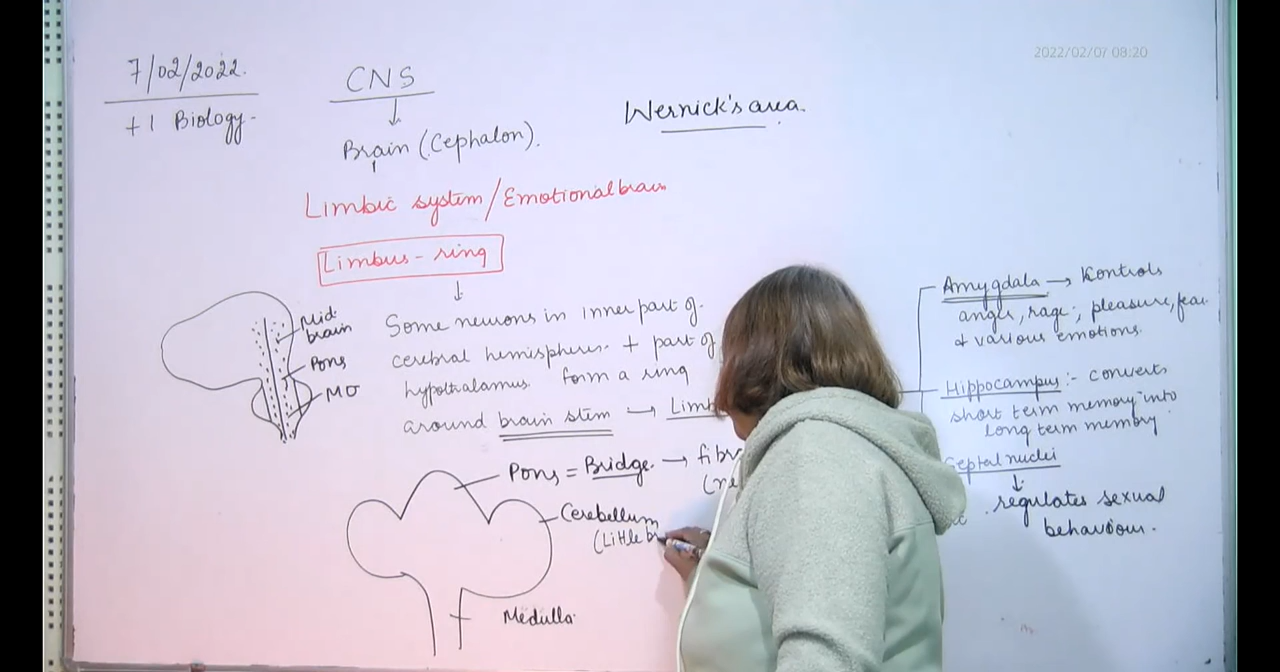 2022/02/07 08:20
7/02/2022.
+1 Biology.
CNS
Brain (Cephalon).
Wernick's area.
Limbic system/Emotional brain
Limbus - ring
Some neurons in inner part of
cerebral hemispheres + part of
hypothalamus form a ring
around brain stem → Limb
Mid
brain
Pons
MO
Pons = Bridge. → fibr
Cerebellum
(Little b
Medulla
Amygdala → Kontrols
anger, rage, pleasure, fear
& various emotions.
Hippocampus :- converts
short term memory into
long term memory
Septal nuclei
↓
regulates sexual
behaviour.